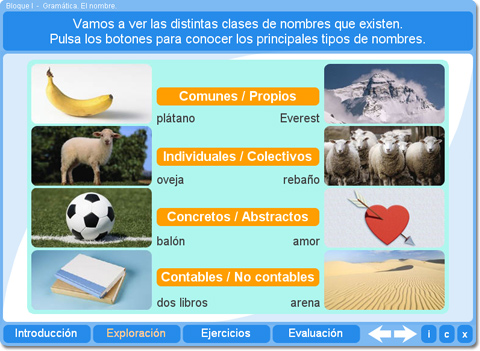 Bloque I - Gramática. El nombre
Vamos a ver las distintas clases de nombres que existen.
Pulsa los botones para conocer los principales tipos de nombres.
Comunes / Propios
plátano Everest
Individuales / Colectivos
oveja rebaño
Concretos / Abstractos
balón amor
Contables / No contables
dos libros arena
Introducción Exploración Ejercicios Evaluación i c x